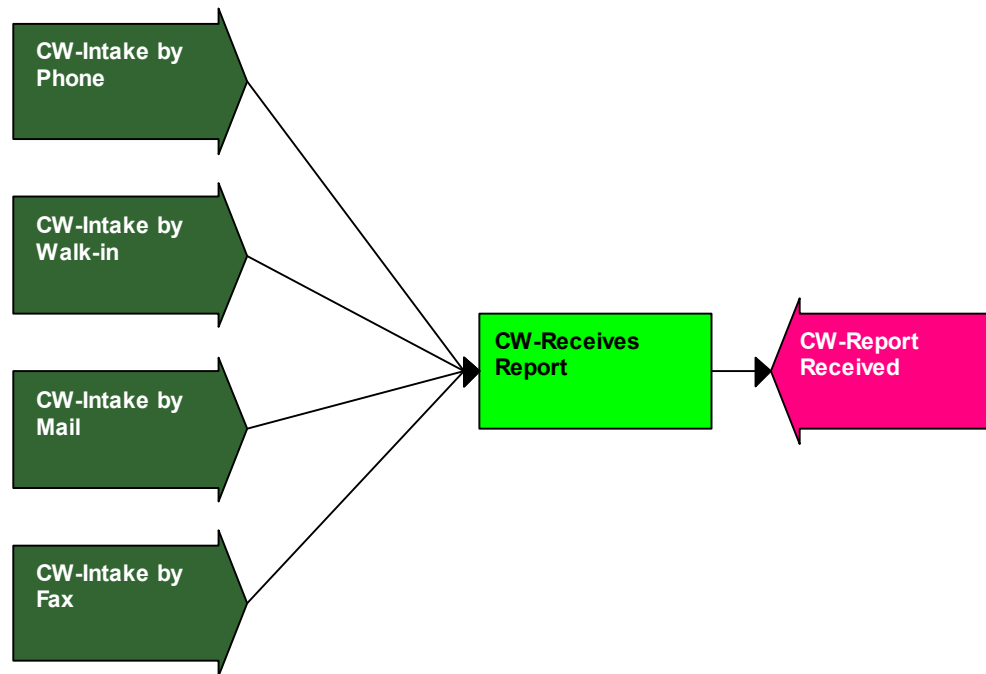 CW-Intake by
Phone
CW-Intake by
Walk-in
CW-Intake by
Mail
CW-Intake by
Fax
CW-Receives
Report
CW-Report
Received